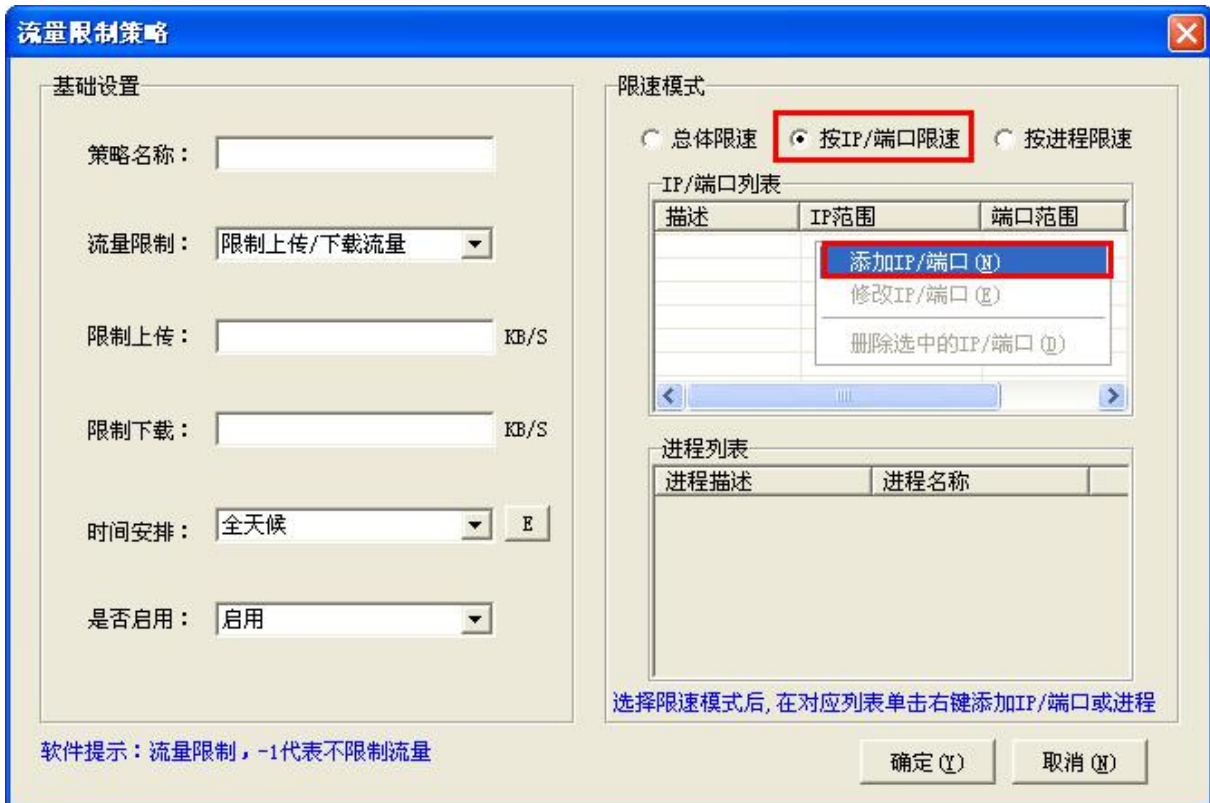 流量限制策略
基础设置
策略名称：
流量限制： 限制上传/下载流量
限制上传： KB/S
限制下载： KB/S
时间安排： 全天候 E
是否启用： 启用
限速模式
总体限速 按IP/端口限速 按进程限速
IP/端口列表
描述 IP范围 端口范围
添加IP/端口(N)
修改IP/端口(E)
删除选中的IP/端口(D)
进程列表
进程描述 进程名称
选择限速模式后,在对应列表单击右键添加IP/端口或进程
软件提示：流量限制，-1代表不限制流量
确定(Y) 取消(N)